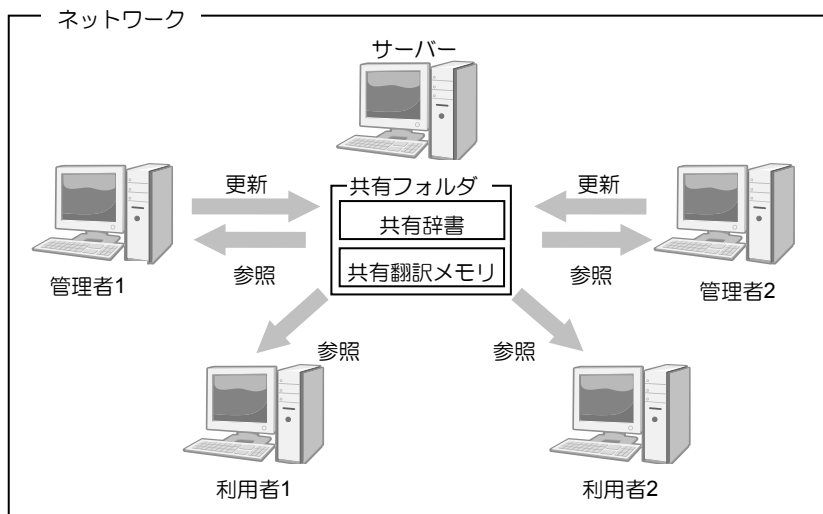 ネットワーク
サーバー
更新
共有フォルダ
更新
共有辞書
参照
共有翻訳メモリ
参照
管理者1
管理者2
参照
参照
利用者1
利用者2